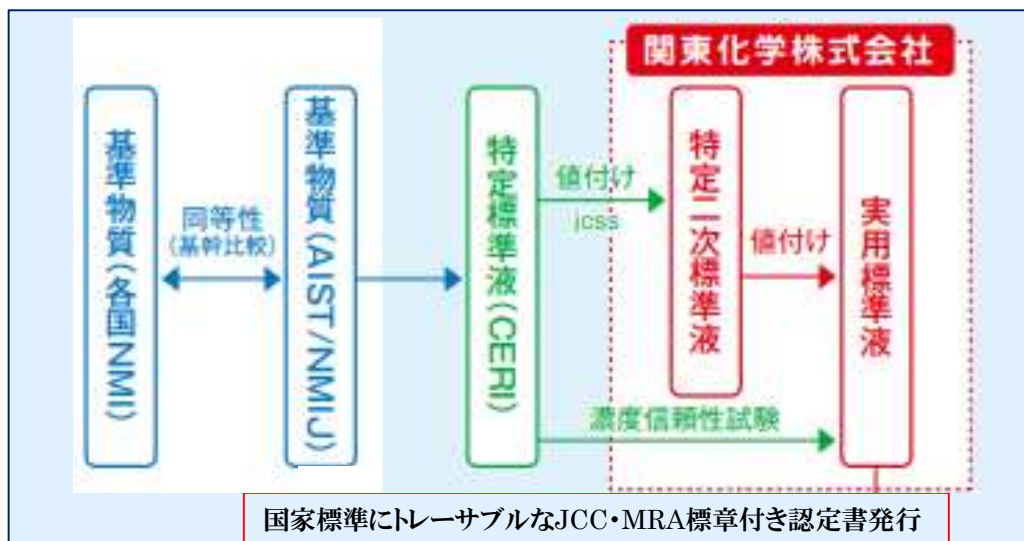 関東化学株式会社
基準物質(各国NMI)
同等性
(基幹比較)
基準物質(AIST/NMIJ)
特定標準液(CERI)
値付け
jcss
特定二次標準液
値付け
実用標準液
濃度信頼性試験
国家標準にトレーサブルなJCC・MRA標章付き認定書発行